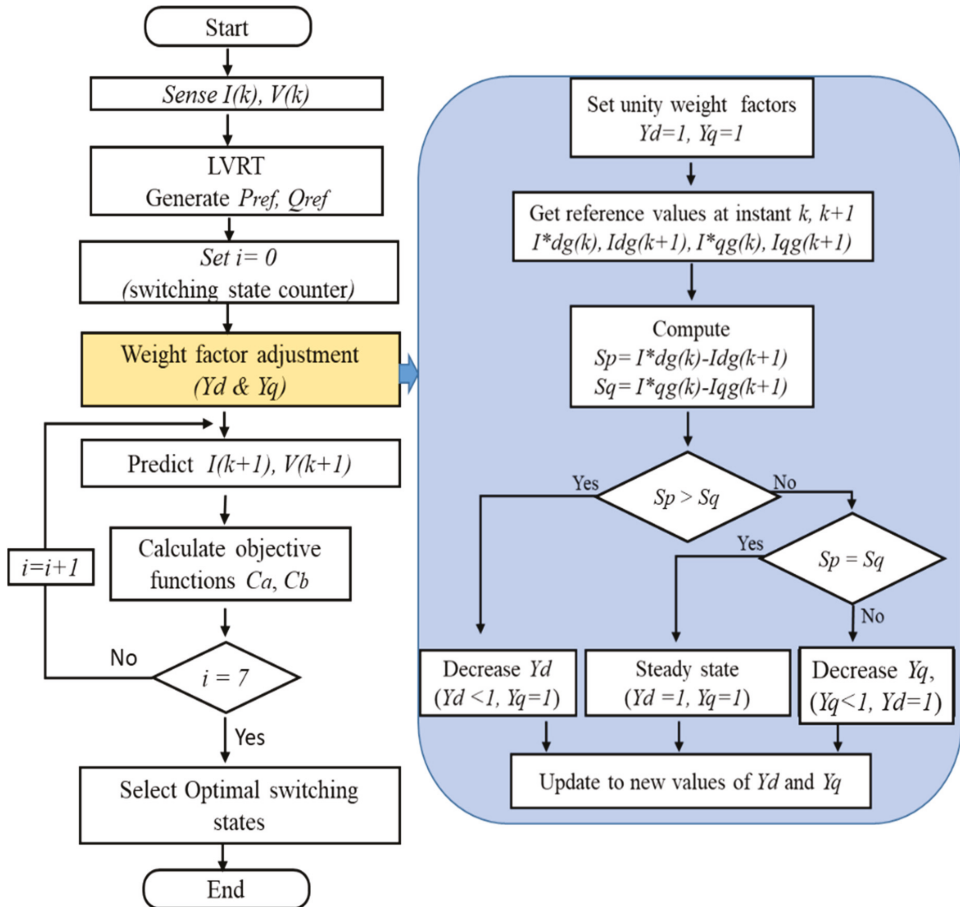 Start
Sense I(k), V(k)
LVRT
Generate Pref, Qref
Set i= 0
(switching state counter)
Weight factor adjustment
(Yd & Yq)
Predict I(k+1), V(k+1)
Calculate objective
functions Ca, Cb
i=i+1
No
i = 7
Yes
Select Optimal switching
states
End
Set unity weight factors
Yd=1, Yq=1
Get reference values at instant k, k+1
I*dg(k), Idg(k+1), I*qg(k), Iqg(k+1)
Compute
Sp= I*dg(k)-Idg(k+1)
Sq= I*qg(k)-Iqg(k+1)
Yes
Sp > Sq
No
Yes
Sp = Sq
No
Decrease Yd
(Yd <1, Yq=1)
Steady state
(Yd =1, Yq=1)
Decrease Yq,
(Yq<1, Yd=1)
Update to new values of Yd and Yq